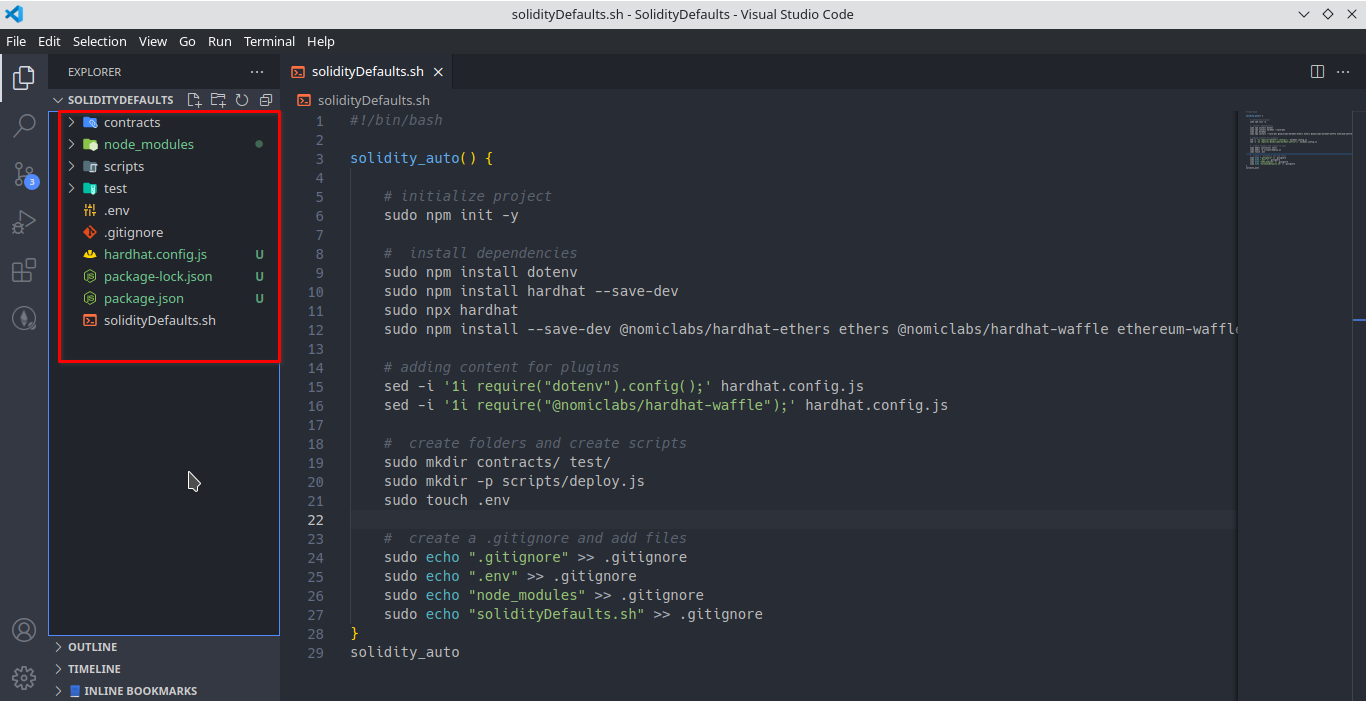 solidityDefaults.sh - SolidityDefaults - Visual Studio Code
File Edit Selection View Go Run Terminal Help
EXPLORER
SOLIDITYDEFAULTS
contracts
node_modules
scripts
test
.env
.gitignore
hardhat.config.js U
package-lock.json U
package.json U
solidityDefaults.sh
3
OUTLINE
TIMELINE
INLINE BOOKMARKS
solidityDefaults.sh
solidityDefaults.sh
1 #!/bin/bash
2
3 solidity_auto() {
4
5 # initialize project
6 sudo npm init -y
7
8 #  install dependencies
9 sudo npm install dotenv
10 sudo npm install hardhat --save-dev
11 sudo npx hardhat
12 sudo npm install --save-dev @nomiclabs/hardhat-ethers ethers @nomiclabs/hardhat-waffle ethereum-waffle
13
14 # adding content for plugins
15 sed -i '1i require("dotenv").config();' hardhat.config.js
16 sed -i '1i require("@nomiclabs/hardhat-waffle");' hardhat.config.js
17
18 #  create folders and create scripts
19 sudo mkdir contracts/ test/
20 sudo mkdir -p scripts/deploy.js
21 sudo touch .env
22
23 #  create a .gitignore and add files
24 sudo echo ".gitignore" >> .gitignore
25 sudo echo ".env" >> .gitignore
26 sudo echo "node_modules" >> .gitignore
27 sudo echo "solidityDefaults.sh" >> .gitignore
28 }
29 solidity_auto